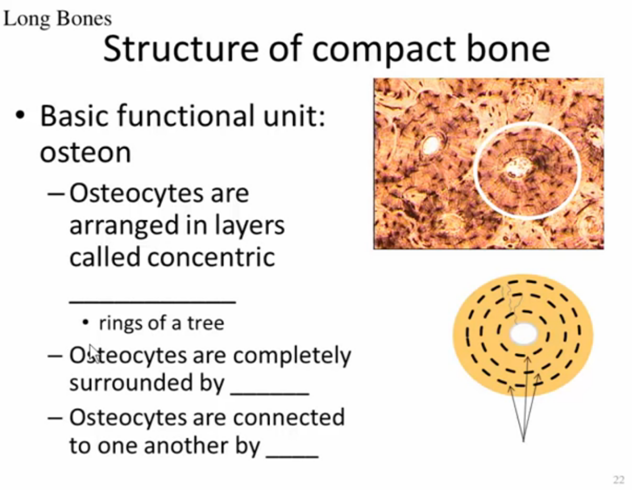 Long Bones
Structure of compact bone
• Basic functional unit:
osteon
– Osteocytes are
arranged in layers
called concentric
____________
• rings of a tree
– Osteocytes are completely
surrounded by ______
– Osteocytes are connected
to one another by ____
22